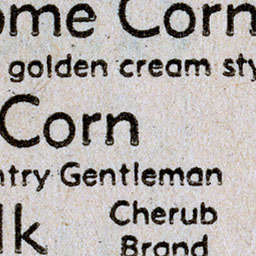 ome Corn
golden cream sty
Corn
ntry Gentleman
lk Cherub
Brand